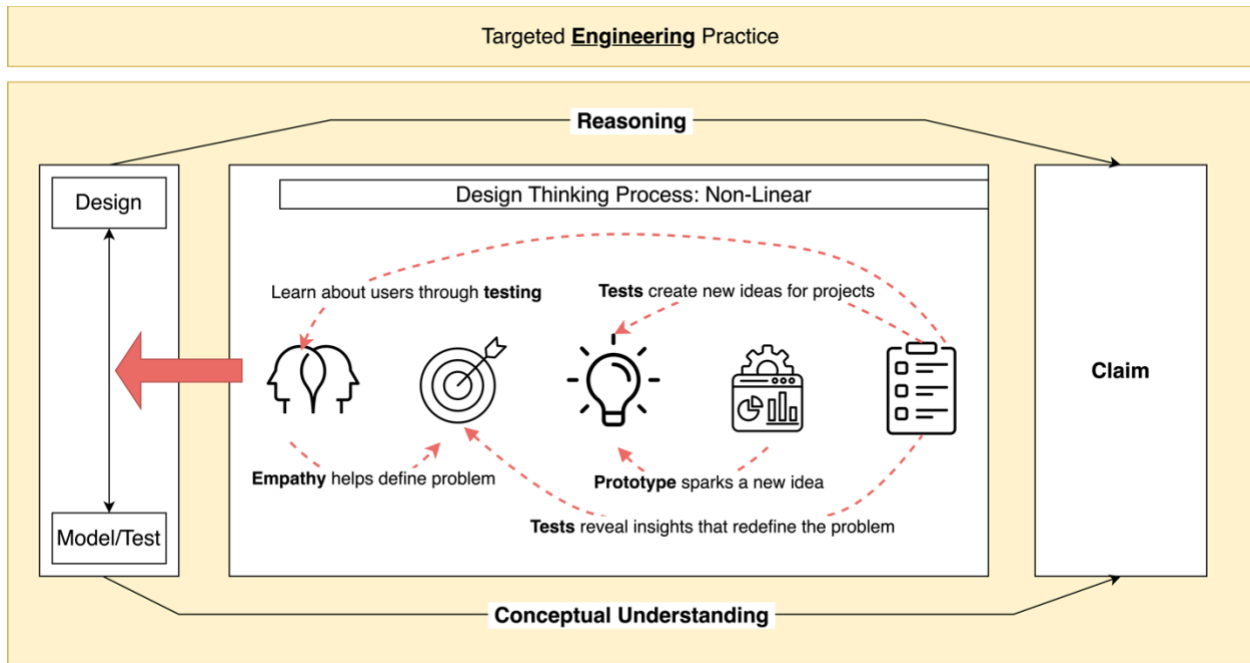 Targeted Engineering Practice
Reasoning
Design
Design Thinking Process: Non-Linear
Learn about users through testing
Tests create new ideas for projects
Claim
Empathy helps define problem
Prototype sparks a new idea
Tests reveal insights that redefine the problem
Model/Test
Conceptual Understanding